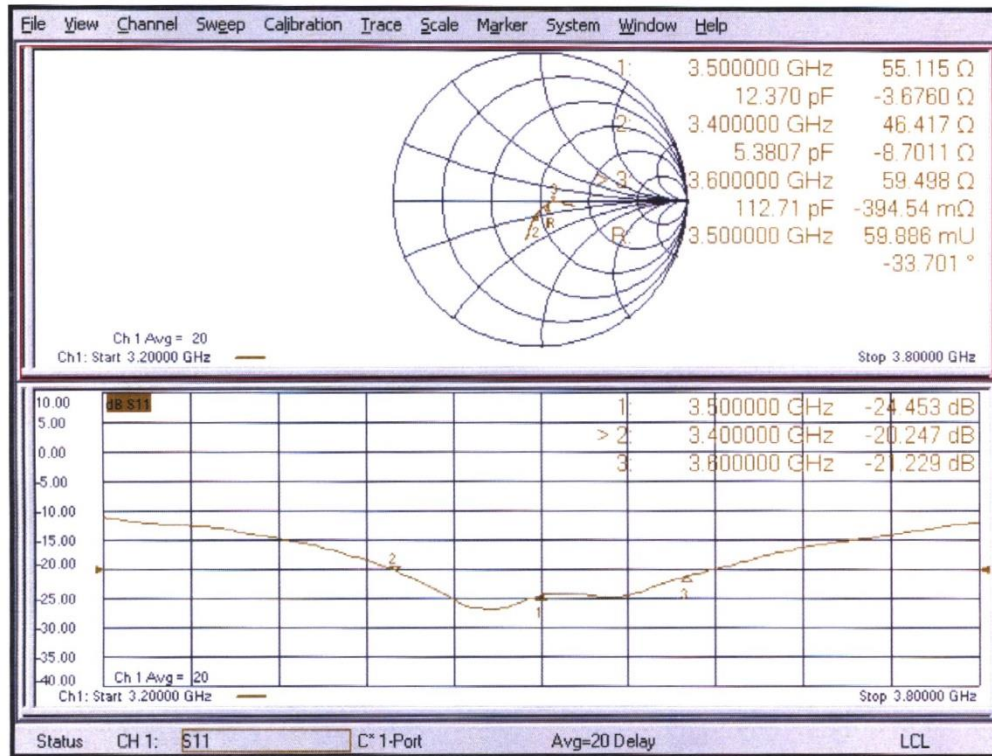 File View Channel Sweep Calibration Trace Scale Marker System Window Help
1: 3.500000 GHz 55.115 Ω
12.370 pF -3.6760 Ω
2: 3.400000 GHz 46.417 Ω
5.3807 pF -8.7011 Ω
> 3: 3.600000 GHz 59.498 Ω
112.71 pF -394.54 mΩ
R: 3.500000 GHz 59.886 mU
-33.701 °
3
2 R
Ch 1 Avg = 20
Ch1: Start 3.20000 GHz Stop 3.80000 GHz
10.00 dB S11
5.00
0.00
-5.00
-10.00
-15.00
-20.00
-25.00
-30.00
-35.00
-40.00
1: 3.500000 GHz -24.453 dB
> 2: 3.400000 GHz -20.247 dB
3: 3.600000 GHz -21.229 dB
2
1
3
Ch 1 Avg = 20
Ch1: Start 3.20000 GHz Stop 3.80000 GHz
Status CH 1: S11 C* 1-Port Avg=20 Delay LCL